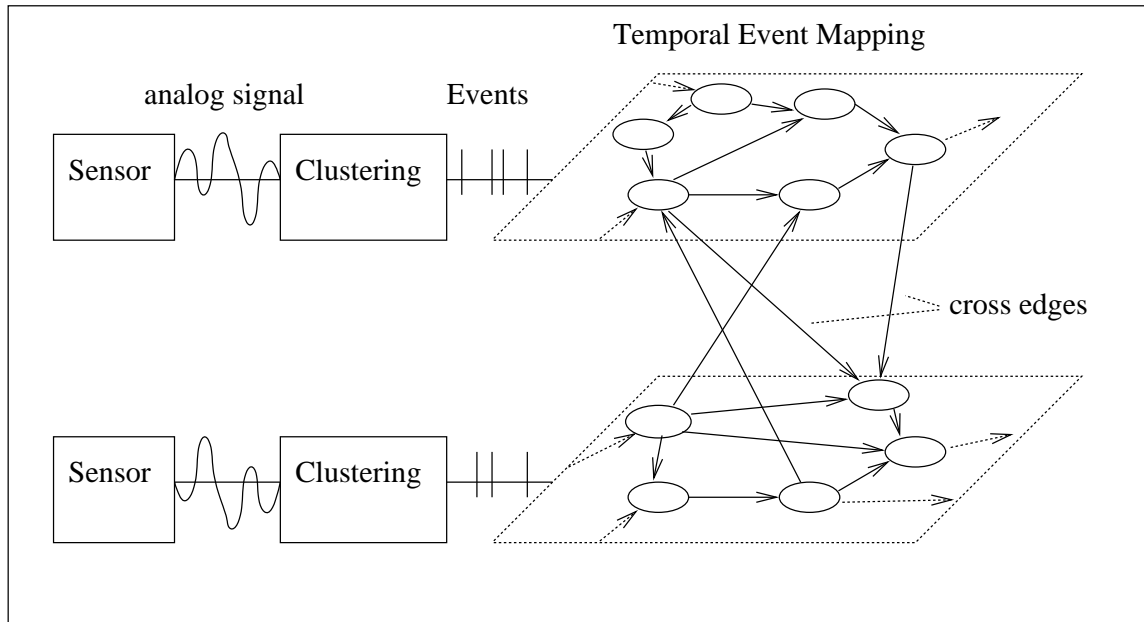 Temporal Event Mapping
analog signal
Events
Sensor
Clustering
cross edges
Sensor
Clustering